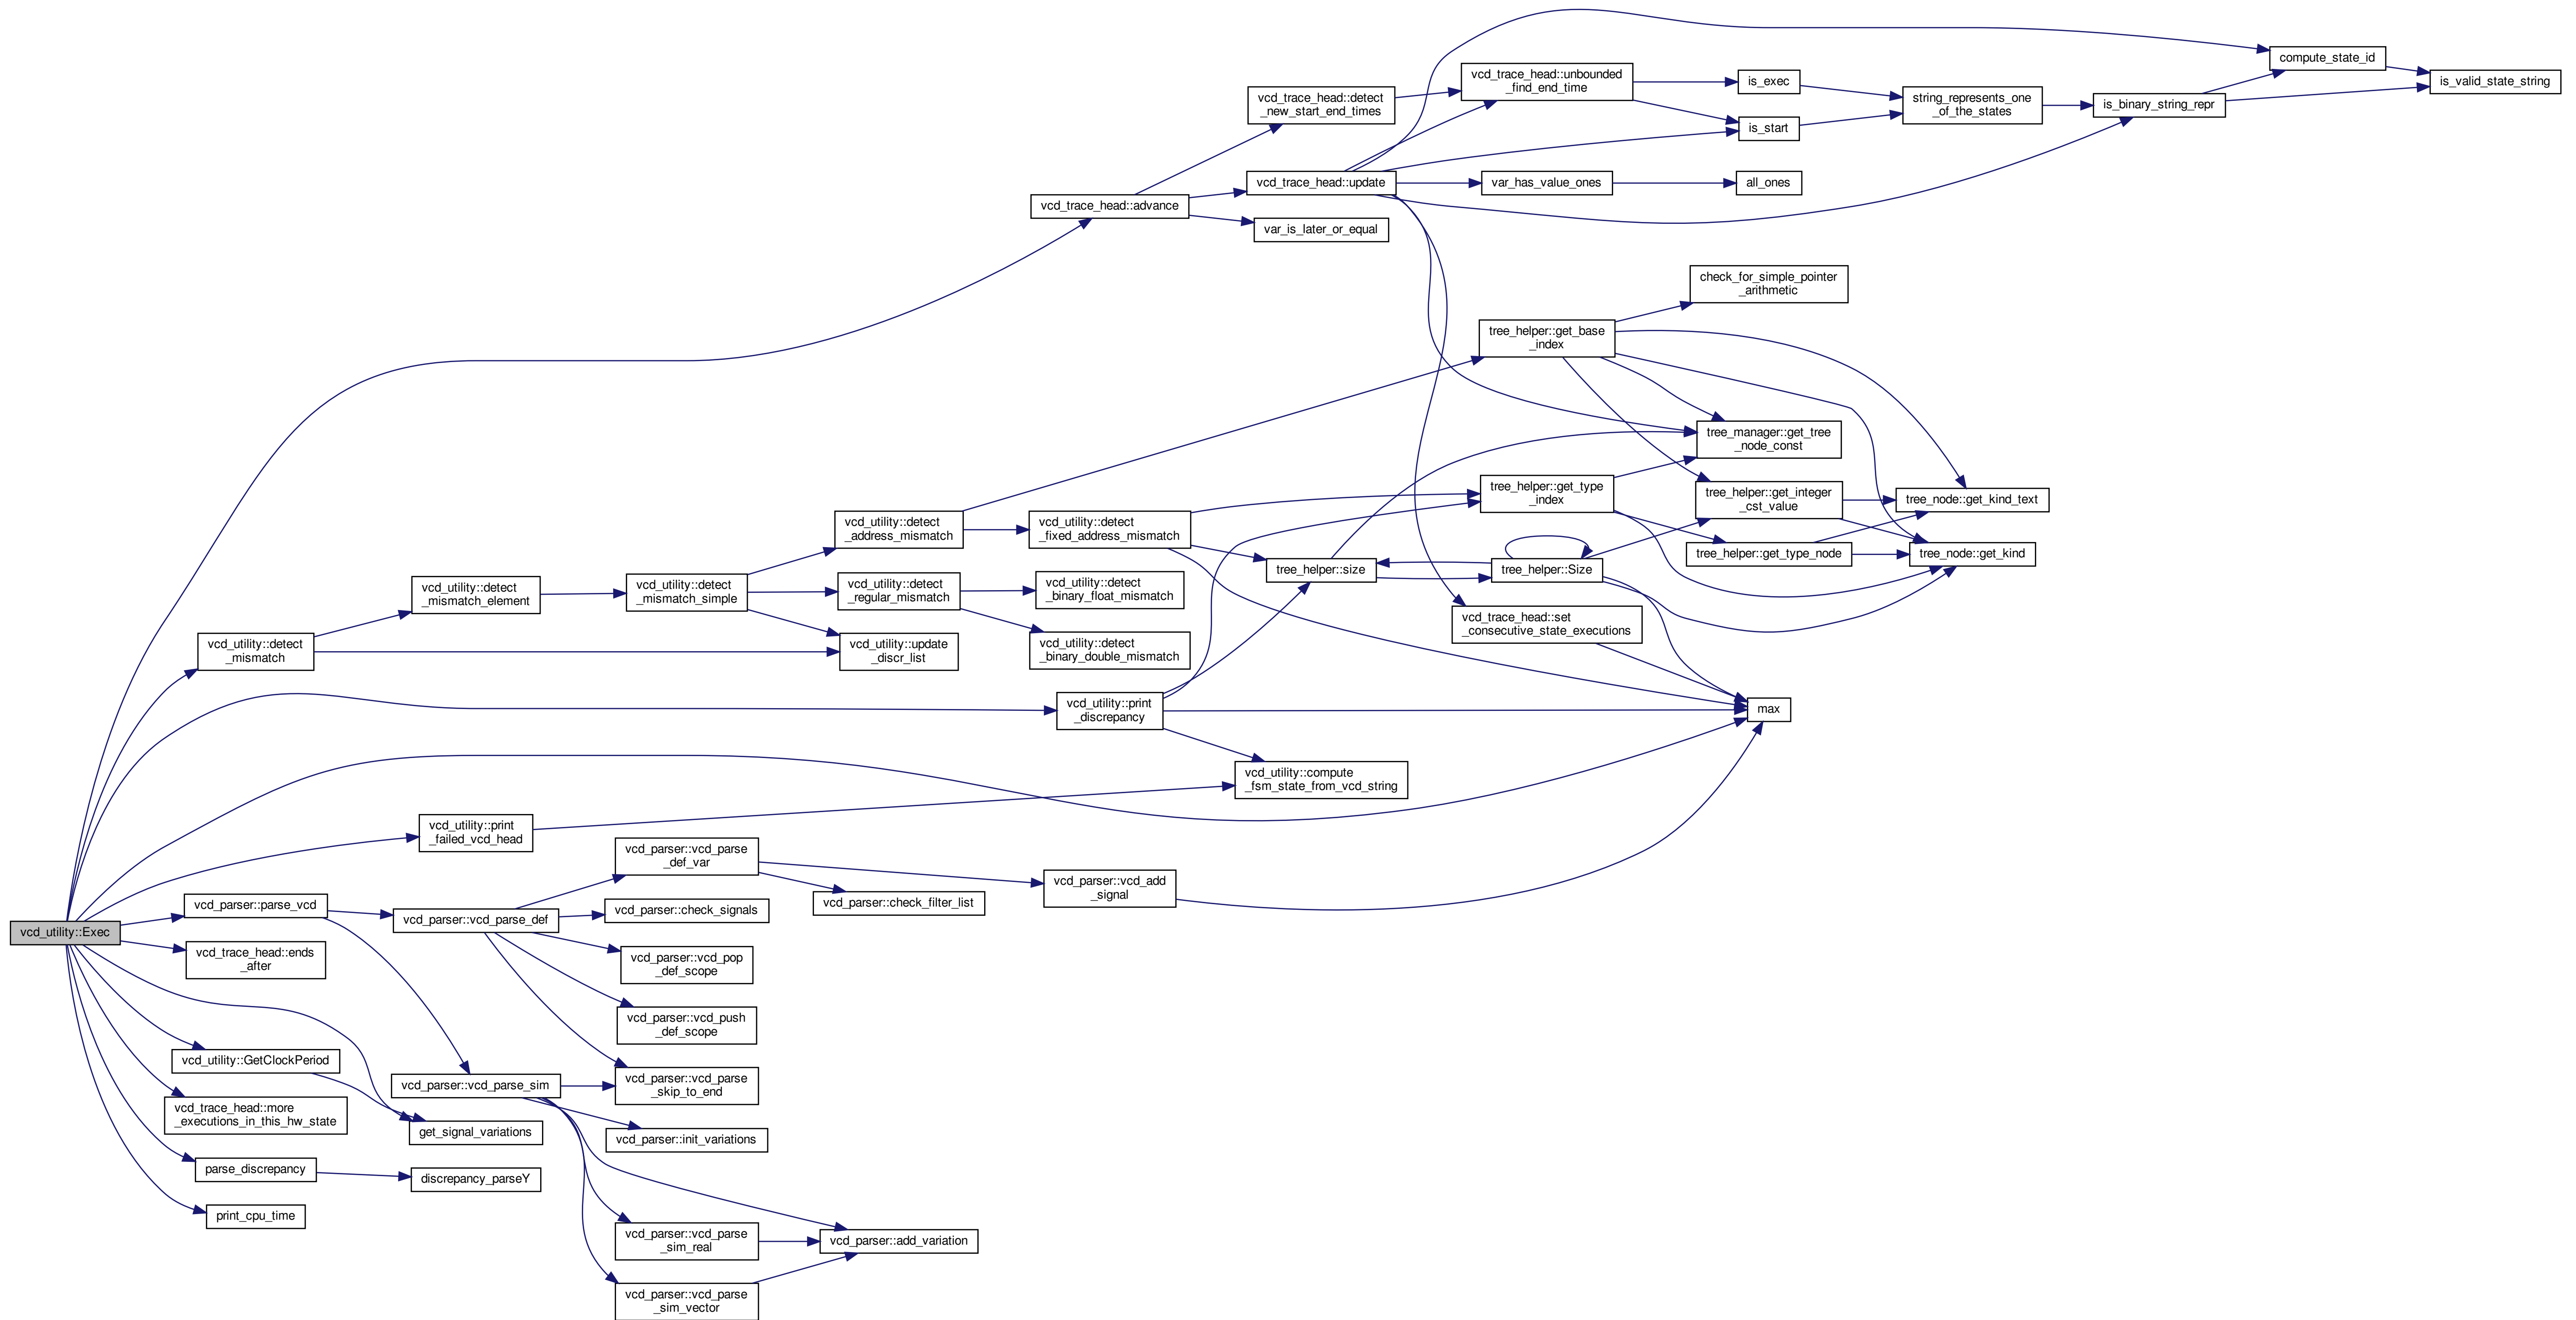 compute_state_id
is_valid_state_string
vcd_trace_head::unbounded
_find_end_time
is_exec
vcd_trace_head::detect
_new_start_end_times
string_represents_one
_of_the_states
is_binary_string_repr
is_start
vcd_trace_head::update
var_has_value_ones
all_ones
vcd_trace_head::advance
var_is_later_or_equal
check_for_simple_pointer
_arithmetic
tree_helper::get_base
_index
tree_manager::get_tree
_node_const
tree_helper::get_type
_index
tree_helper::get_integer
_cst_value
tree_node::get_kind_text
vcd_utility::detect
_address_mismatch
vcd_utility::detect
_fixed_address_mismatch
tree_helper::get_type_node
tree_node::get_kind
tree_helper::size
tree_helper::Size
vcd_utility::detect
_mismatch_element
vcd_utility::detect
_mismatch_simple
vcd_utility::detect
_regular_mismatch
vcd_utility::detect
_binary_float_mismatch
vcd_trace_head::set
_consecutive_state_executions
vcd_utility::detect
_mismatch
vcd_utility::update
_discr_list
vcd_utility::detect
_binary_double_mismatch
vcd_utility::print
_discrepancy
max
vcd_utility::compute
_fsm_state_from_vcd_string
vcd_utility::print
_failed_vcd_head
vcd_parser::vcd_parse
_def_var
vcd_parser::vcd_add
_signal
vcd_parser::check_filter_list
vcd_parser::parse_vcd
vcd_parser::vcd_parse_def
vcd_parser::check_signals
vcd_utility::Exec
vcd_trace_head::ends
_after
vcd_parser::vcd_pop
_def_scope
vcd_parser::vcd_push
_def_scope
vcd_utility::GetClockPeriod
vcd_parser::vcd_parse_sim
vcd_parser::vcd_parse
_skip_to_end
vcd_trace_head::more
_executions_in_this_hw_state
get_signal_variations
vcd_parser::init_variations
parse_discrepancy
discrepancy_parseY
print_cpu_time
vcd_parser::vcd_parse
_sim_real
vcd_parser::add_variation
vcd_parser::vcd_parse
_sim_vector